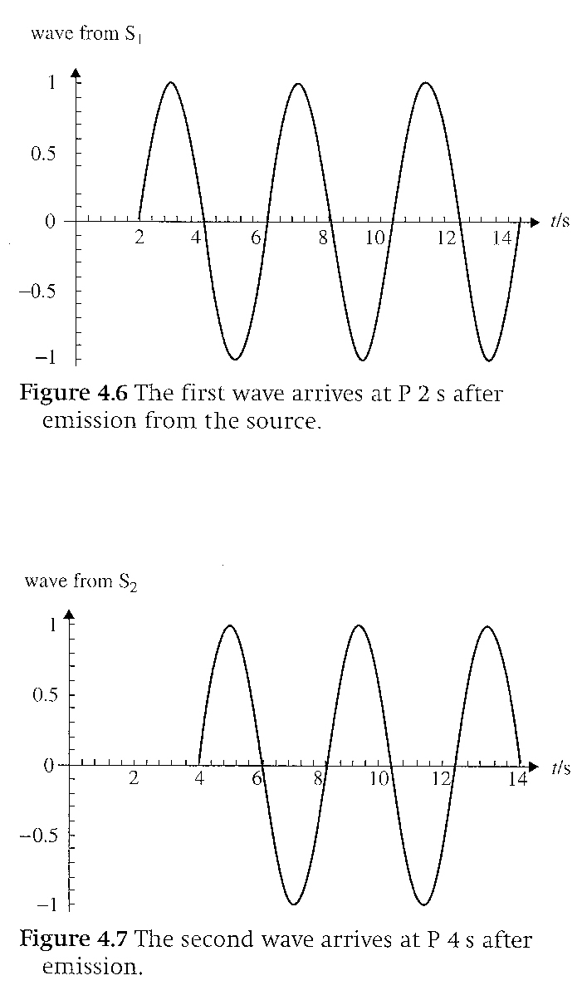 wave from S₁
1
0.5
0
2 4 6 8 10 12 14 t/s
−0.5
−1
Figure 4.6 The first wave arrives at P 2 s after
emission from the source.
wave from S₂
1
0.5
0
2 4 6 8 10 12 14 t/s
−0.5
−1
Figure 4.7 The second wave arrives at P 4 s after
emission.